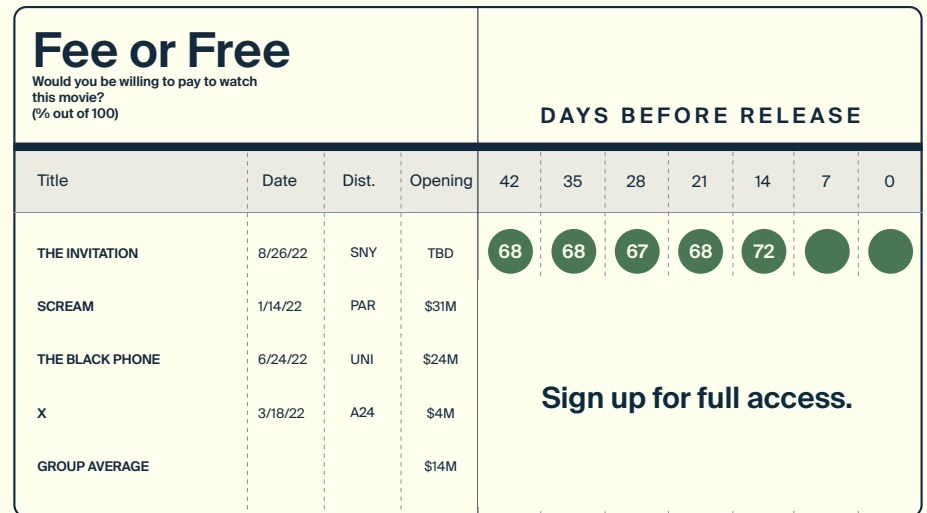 Fee or Free
Would you be willing to pay to watch
this movie?
(% out of 100)
DAYS BEFORE RELEASE
Title Date Dist. Opening 42 35 28 21 14 7 0
THE INVITATION 8/26/22 SNY TBD 68 68 67 68 72
SCREAM 1/14/22 PAR $31M
THE BLACK PHONE 6/24/22 UNI $24M
Sign up for full access.
X 3/18/22 A24 $4M
GROUP AVERAGE $14M